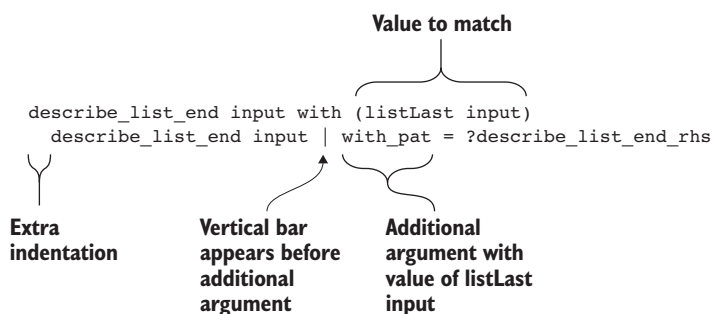 Value to match
describe_list_end input with (listLast input)
describe_list_end input | with_pat = ?describe_list_end_rhs
Extra
indentation
Vertical bar
appears before
additional
argument
Additional
argument with
value of listLast
input